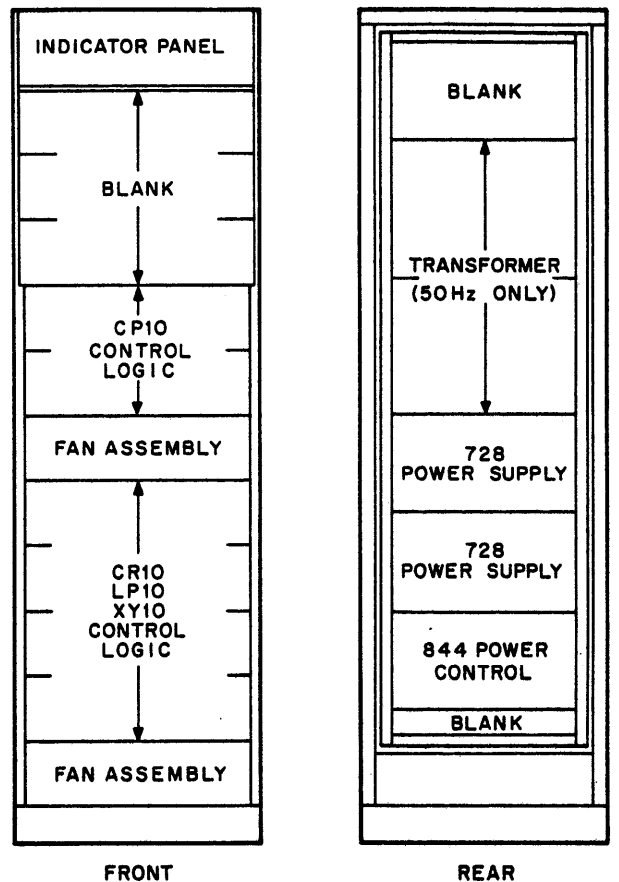 INDICATOR PANEL
BLANK
CP10
CONTROL
LOGIC
FAN ASSEMBLY
CR10
LP10
XY10
CONTROL
LOGIC
FAN ASSEMBLY
FRONT
BLANK
TRANSFORMER
(50Hz ONLY)
728
POWER SUPPLY
728
POWER SUPPLY
844 POWER
CONTROL
BLANK
REAR